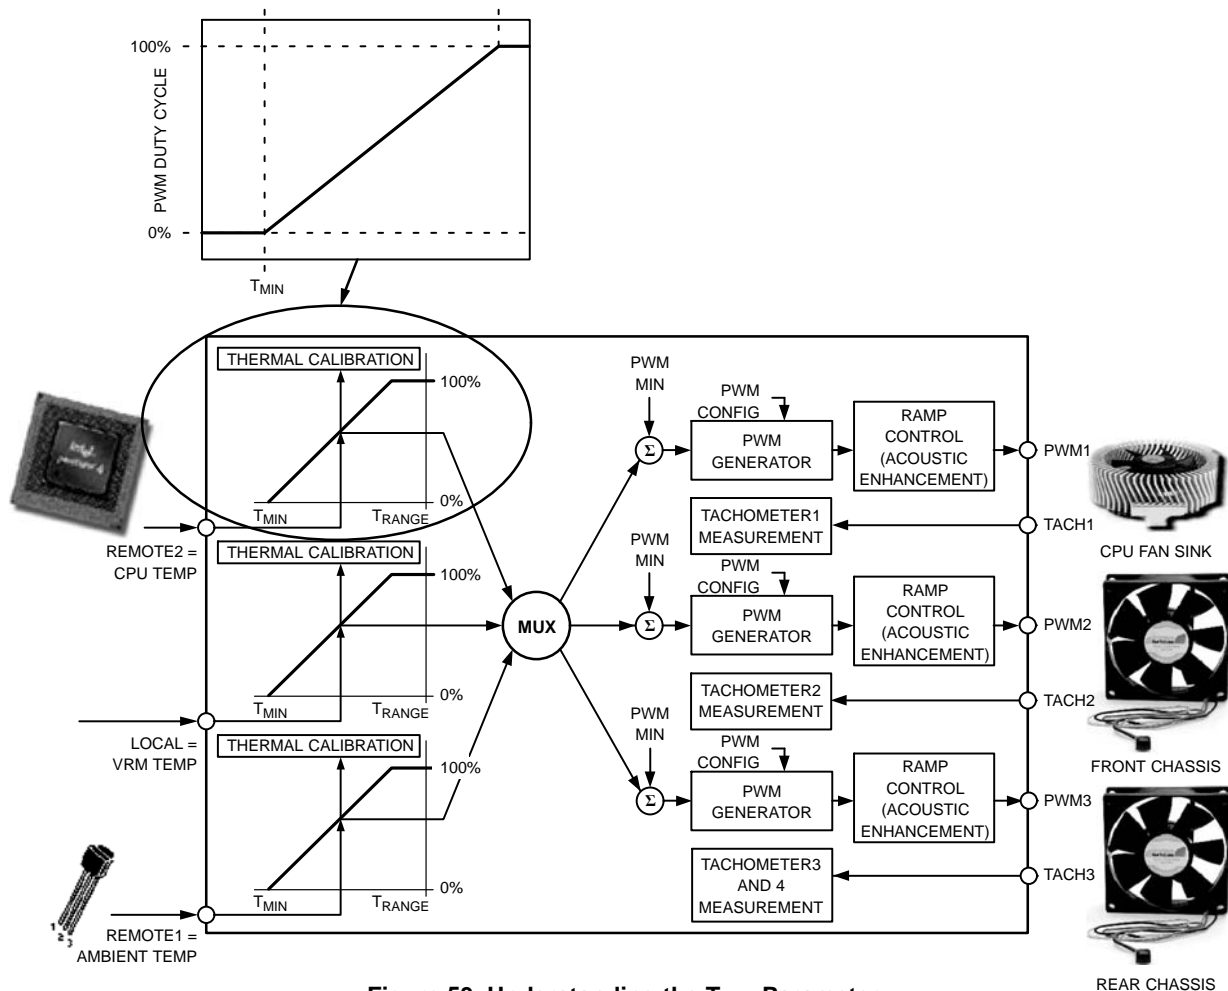 100%
PWM DUTY CYCLE
0%
TMIN
THERMAL CALIBRATION
100%
0%
TMIN
TRANGE
REMOTE2 =
CPU TEMP
THERMAL CALIBRATION
100%
0%
TMIN
TRANGE
LOCAL =
VRM TEMP
THERMAL CALIBRATION
100%
0%
TMIN
TRANGE
REMOTE1 =
AMBIENT TEMP
1
2
3
MUX
PWM
MIN
Σ
PWM
CONFIG
PWM
GENERATOR
RAMP
CONTROL
(ACOUSTIC
ENHANCEMENT)
PWM1
TACHOMETER1
MEASUREMENT
TACH1
CPU FAN SINK
PWM
MIN
Σ
PWM
CONFIG
PWM
GENERATOR
RAMP
CONTROL
(ACOUSTIC
ENHANCEMENT)
PWM2
TACHOMETER2
MEASUREMENT
TACH2
FRONT CHASSIS
PWM
MIN
Σ
PWM
CONFIG
PWM
GENERATOR
RAMP
CONTROL
(ACOUSTIC
ENHANCEMENT)
PWM3
TACHOMETER3
AND 4
MEASUREMENT
TACH3
REAR CHASSIS